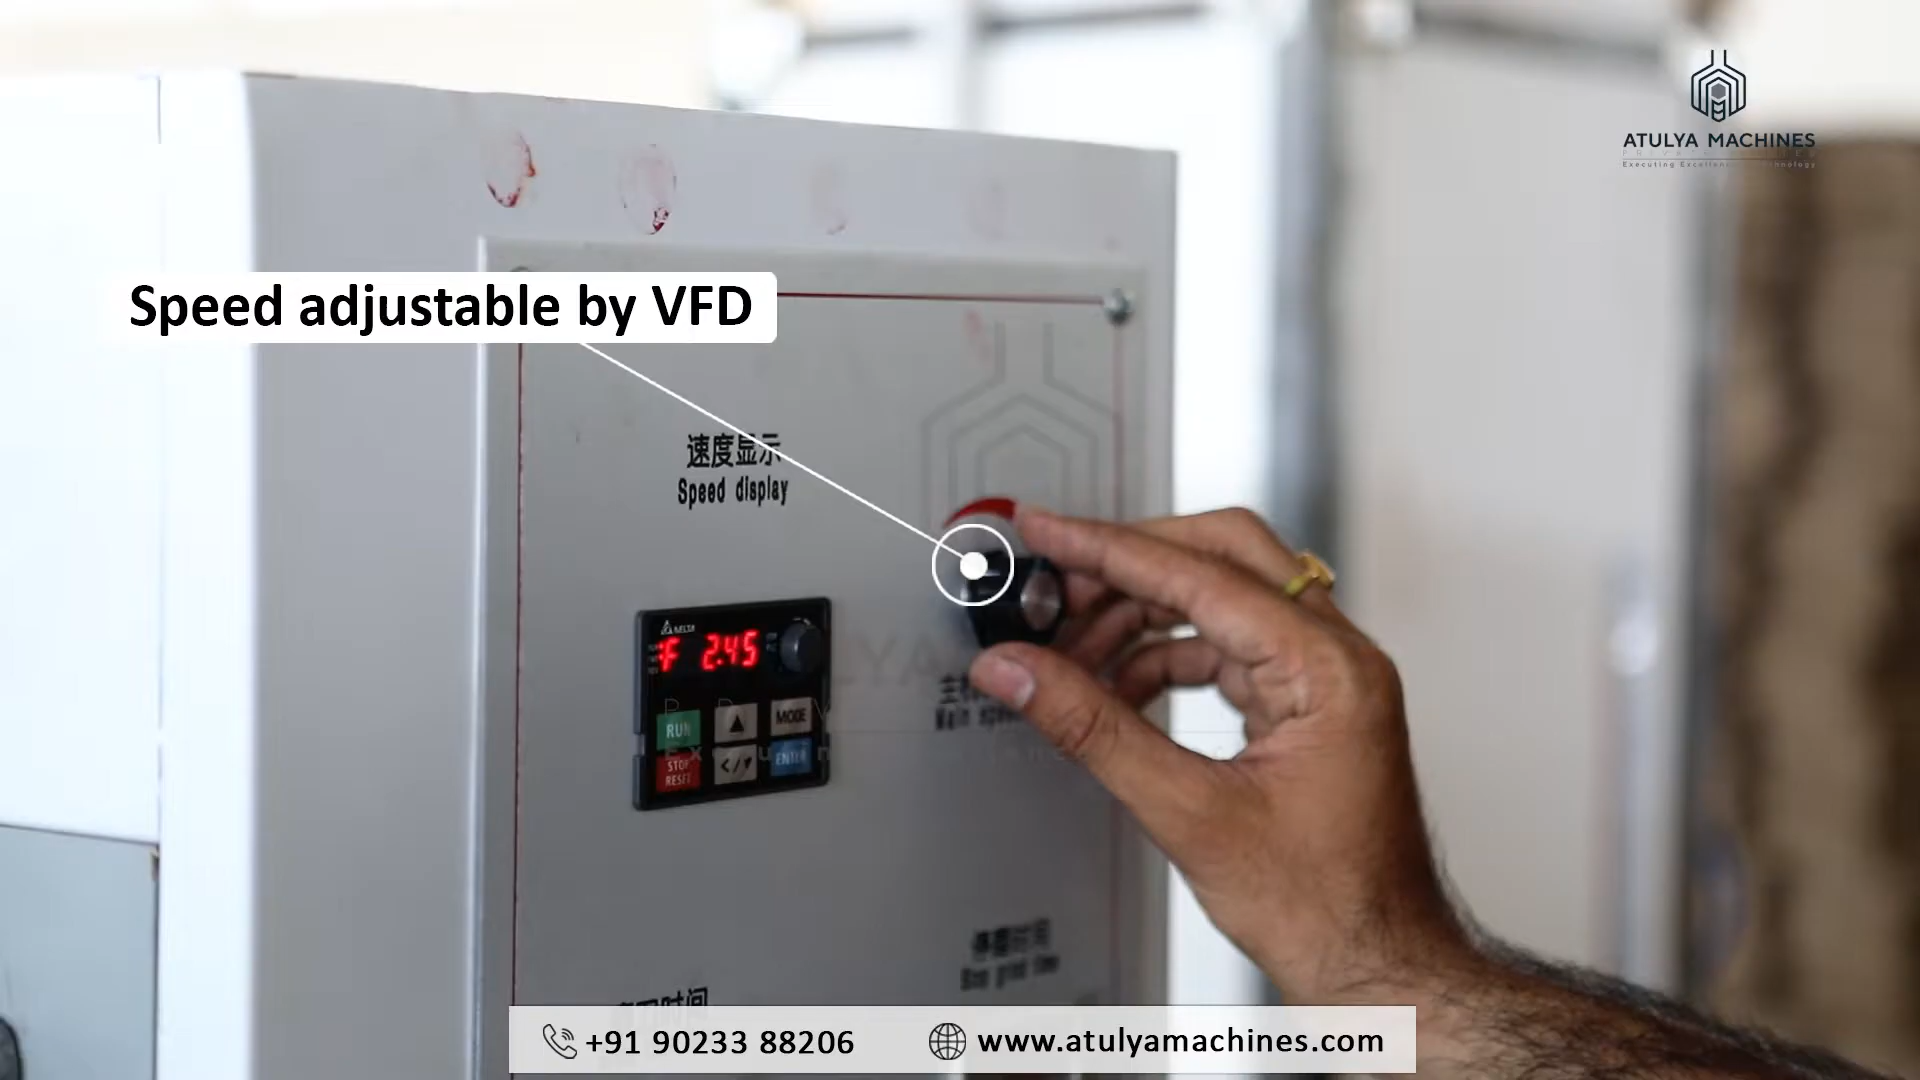 ATULYA MACHINES
Speed adjustable by VFD
速度显示
Speed display
F 2.45
RUN
MODE
STOP
RESET
ENTER
+91 90233 88206
www.atulyamachines.com